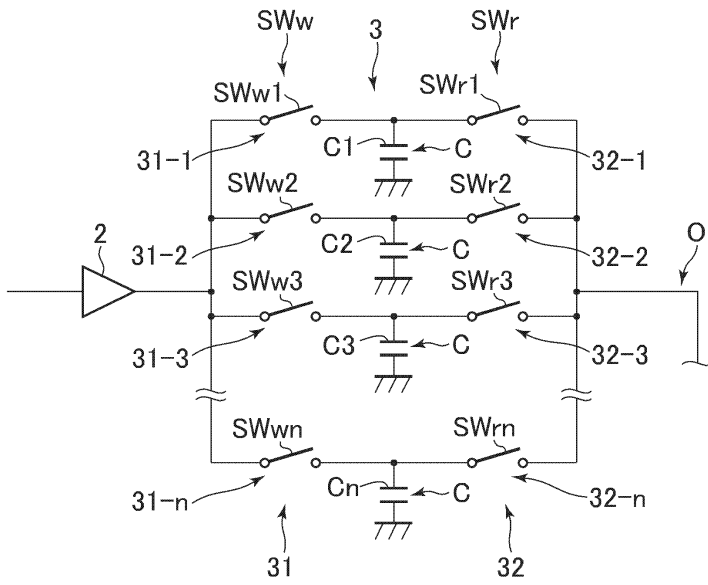 SWw 3 SWr
SWw1 SWr1
C1 C
31-1 32-1
SWw2 SWr2
2 C2 C O
31-2 32-2
SWw3 SWr3
C3 C
31-3 32-3
SWwn SWrn
Cn C
31-n 32-n
31 32